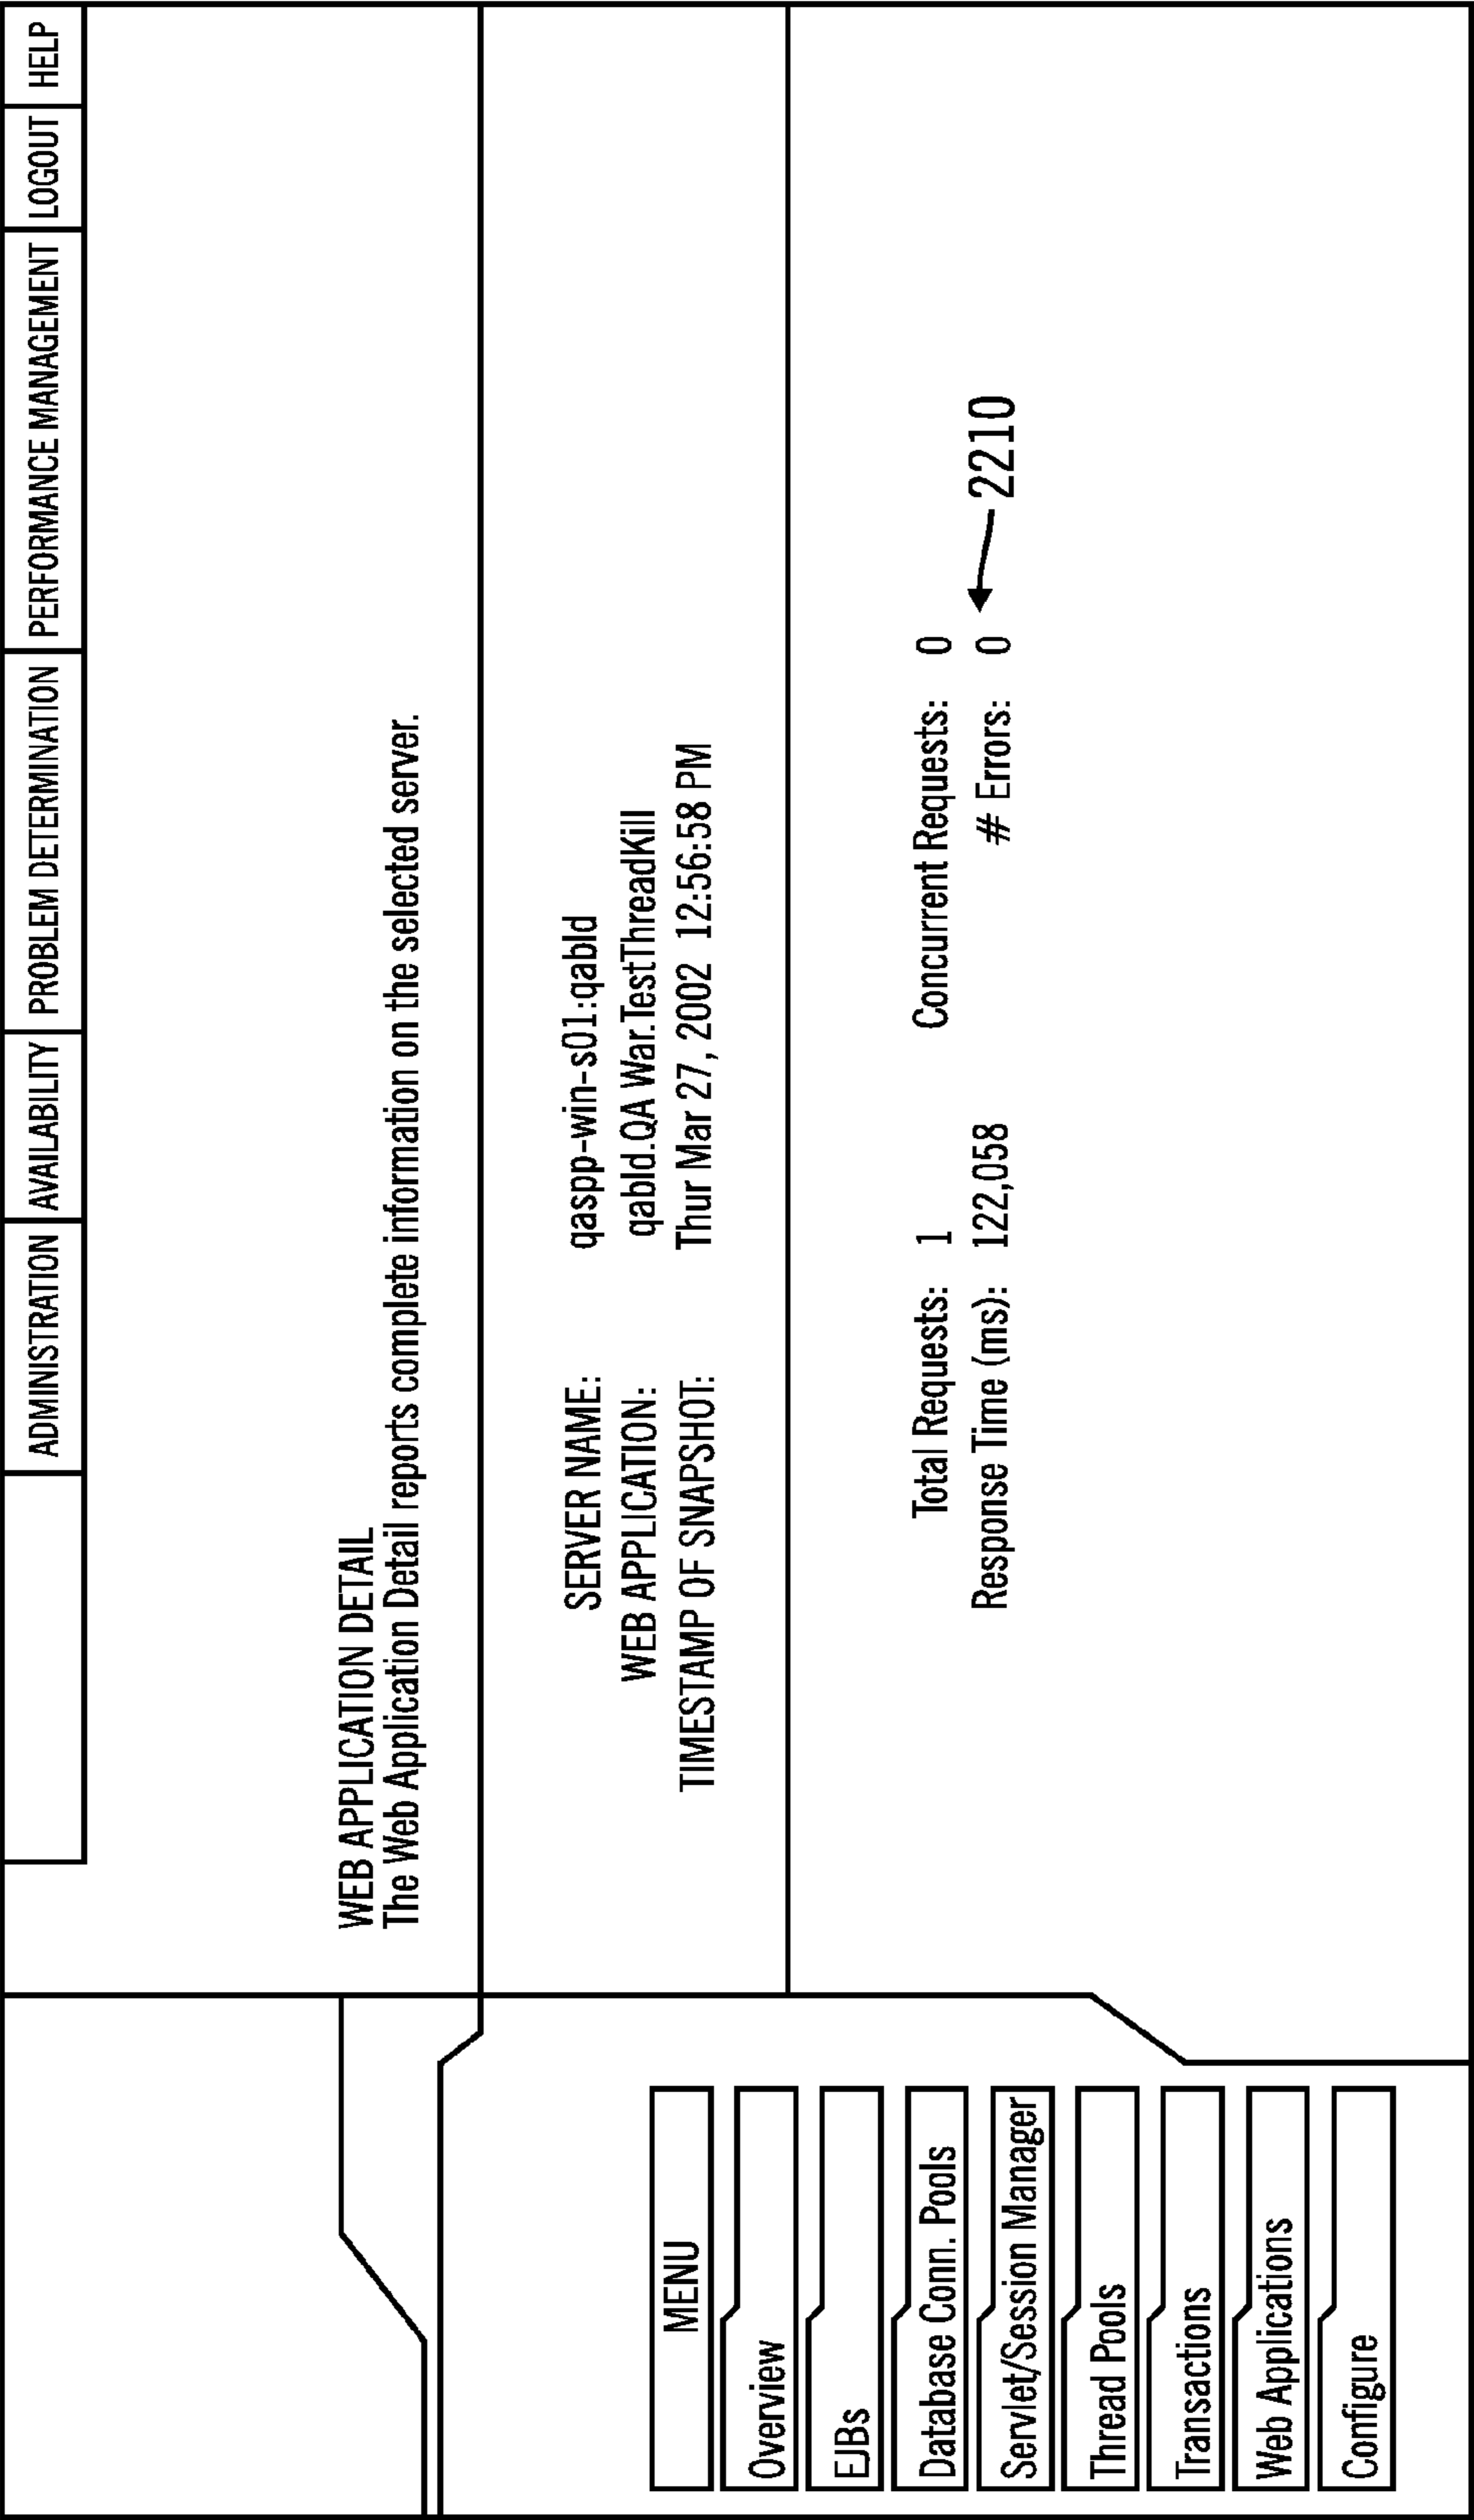 ADMINISTRATION AVAILABILITY PROBLEM DETERMINATION PERFORMANCE MANAGEMENT LOGOUT HELP
WEB APPLICATION DETAIL
The Web Application Detail reports complete information on the selected server.
SERVER NAME: qaspp-win-s01:qabld
WEB APPLICATION: qabld.QA War.TestThreadKill
TIMESTAMP OF SNAPSHOT: Thur Mar 27, 2002 12:56:58 PM
MENU
Overview
EJBs
Database Conn. Pools
Servlet/Session Manager
Thread Pools
Transactions
Web Applications
Configure
Total Requests: 1 Concurrent Requests: 0
Response Time (ms): 122,058 # Errors: 0
2210